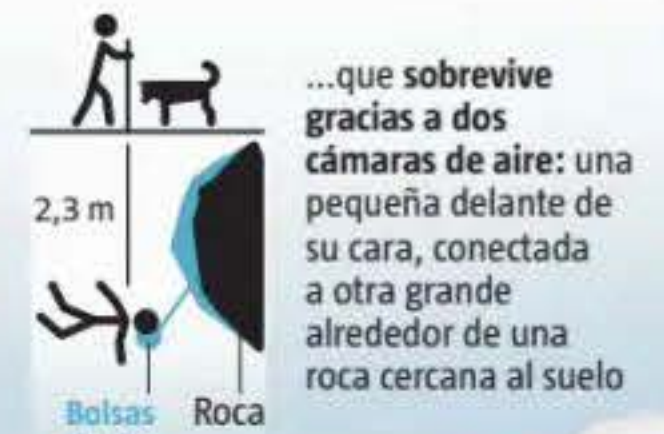 ...que sobrevive
gracias a dos
cámaras de aire: una
pequeña delante de
su cara, conectada
a otra grande
alrededor de una
roca cercana al suelo
2,3 m
Bolsas
Roca